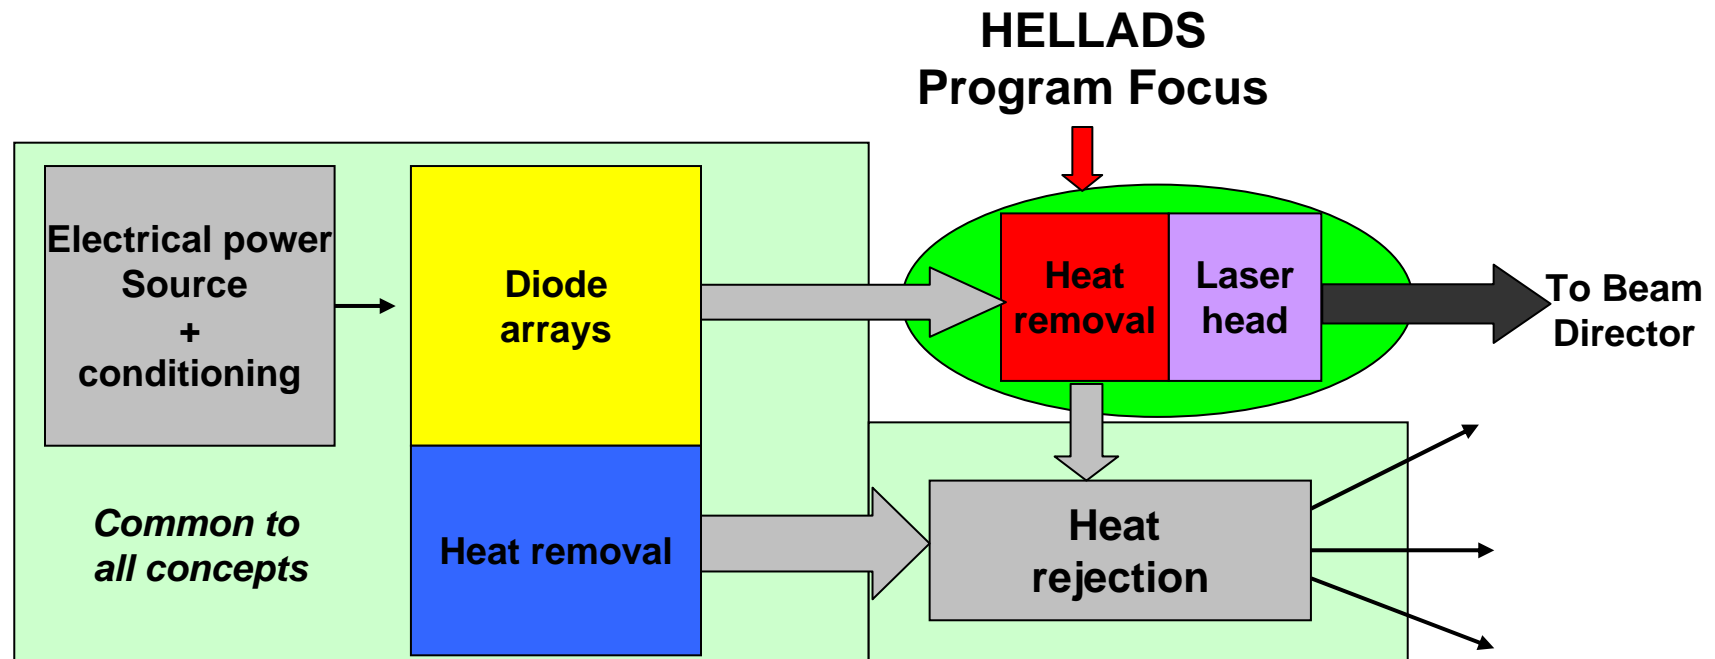 HELLADS
Program Focus
Electrical power
Source
+
conditioning
Diode
arrays
Heat
removal
Laser
head
To Beam
Director
Common to
all concepts
Heat removal
Heat
rejection